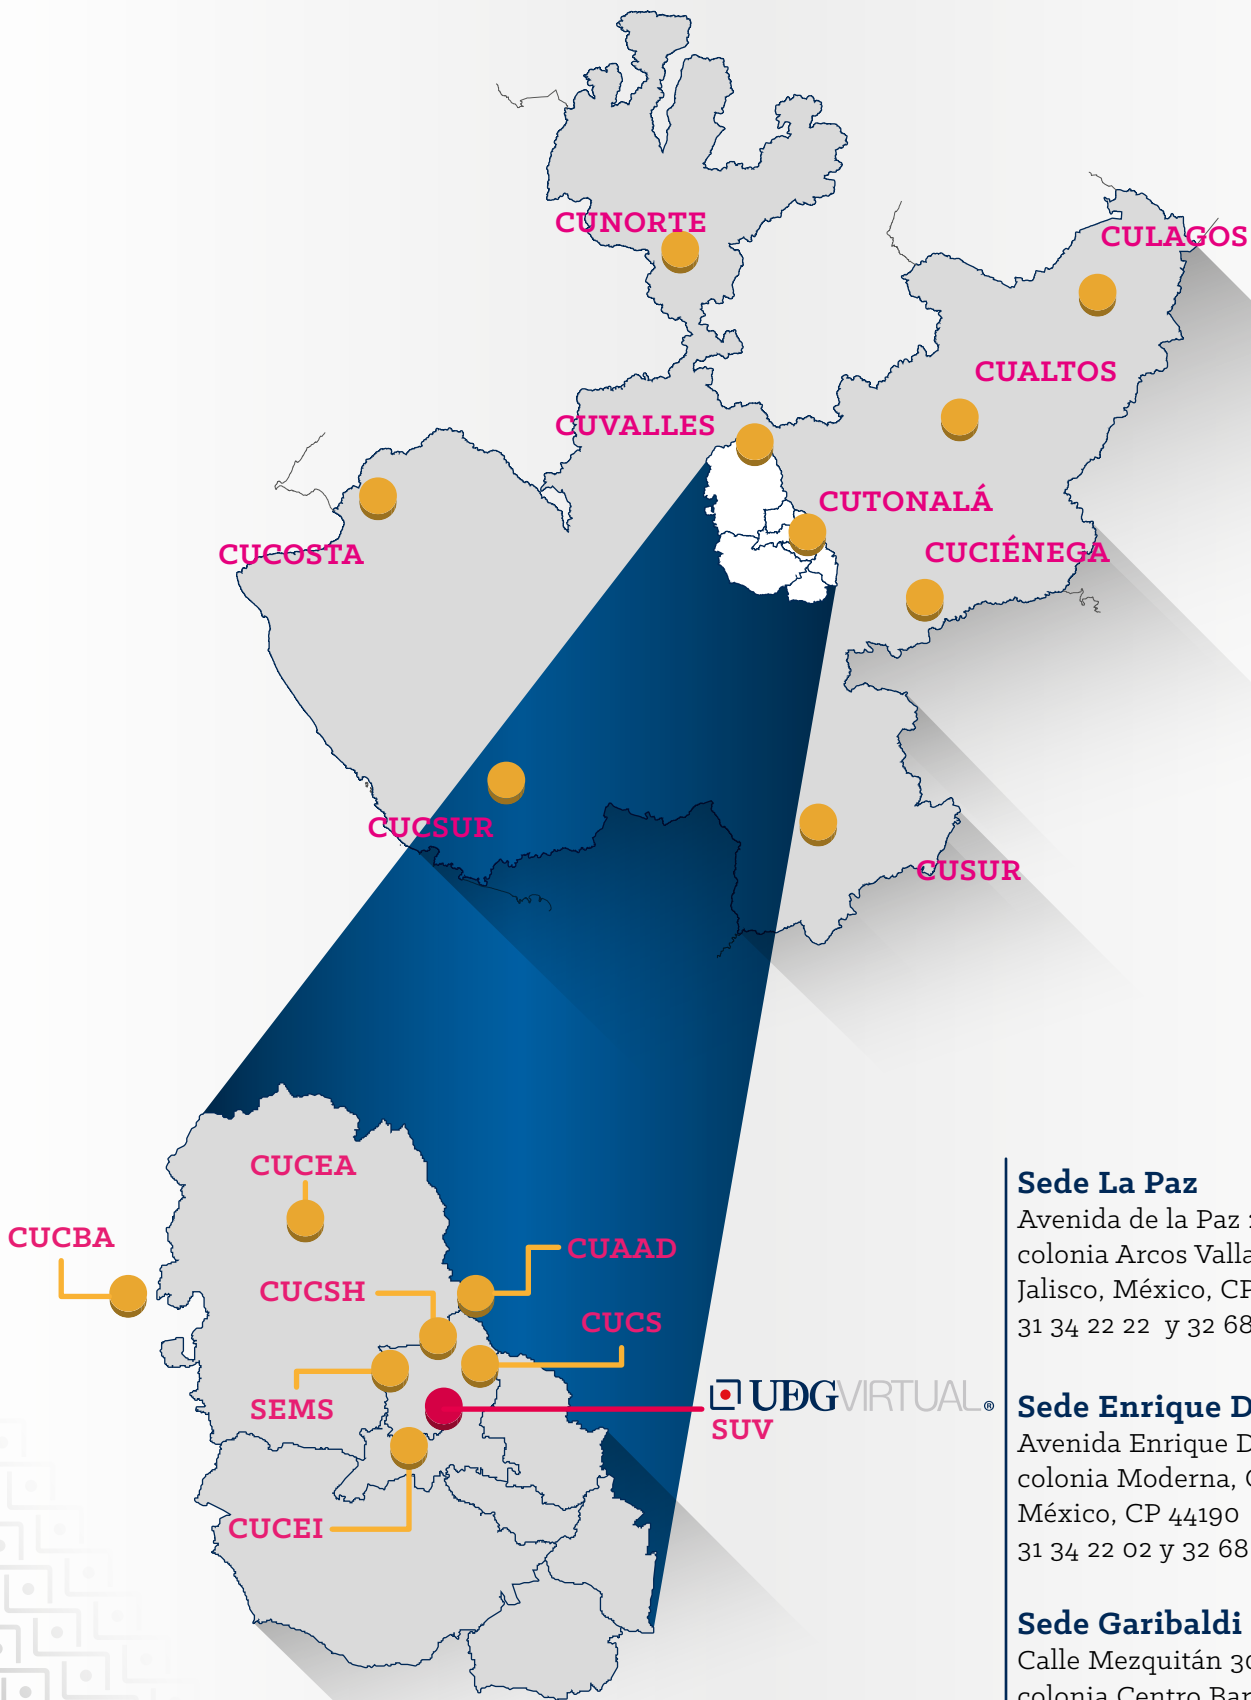 CUNORTE
CULAGOS
CUALTOS
CUVALLES
CUTONALÁ
CUCIÉNEGA
CUCOSTA
CUCSUR
CUSUR
CUCEA
CUCBA
CUAAD
CUCSH
CUCS
SEMS
UDGVIRTUAL®
SUV
CUCEI
Sede La Paz
Avenida de la Paz
colonia Arcos
Jalisco, México, CP
31 34 22 22 y 32 68
Sede Enrique D
Avenida Enrique D
colonia Moderna,
México, CP 44190
31 34 22 02 y 32 68
Sede Garibaldi
Calle Mezquitán
colonia Centro